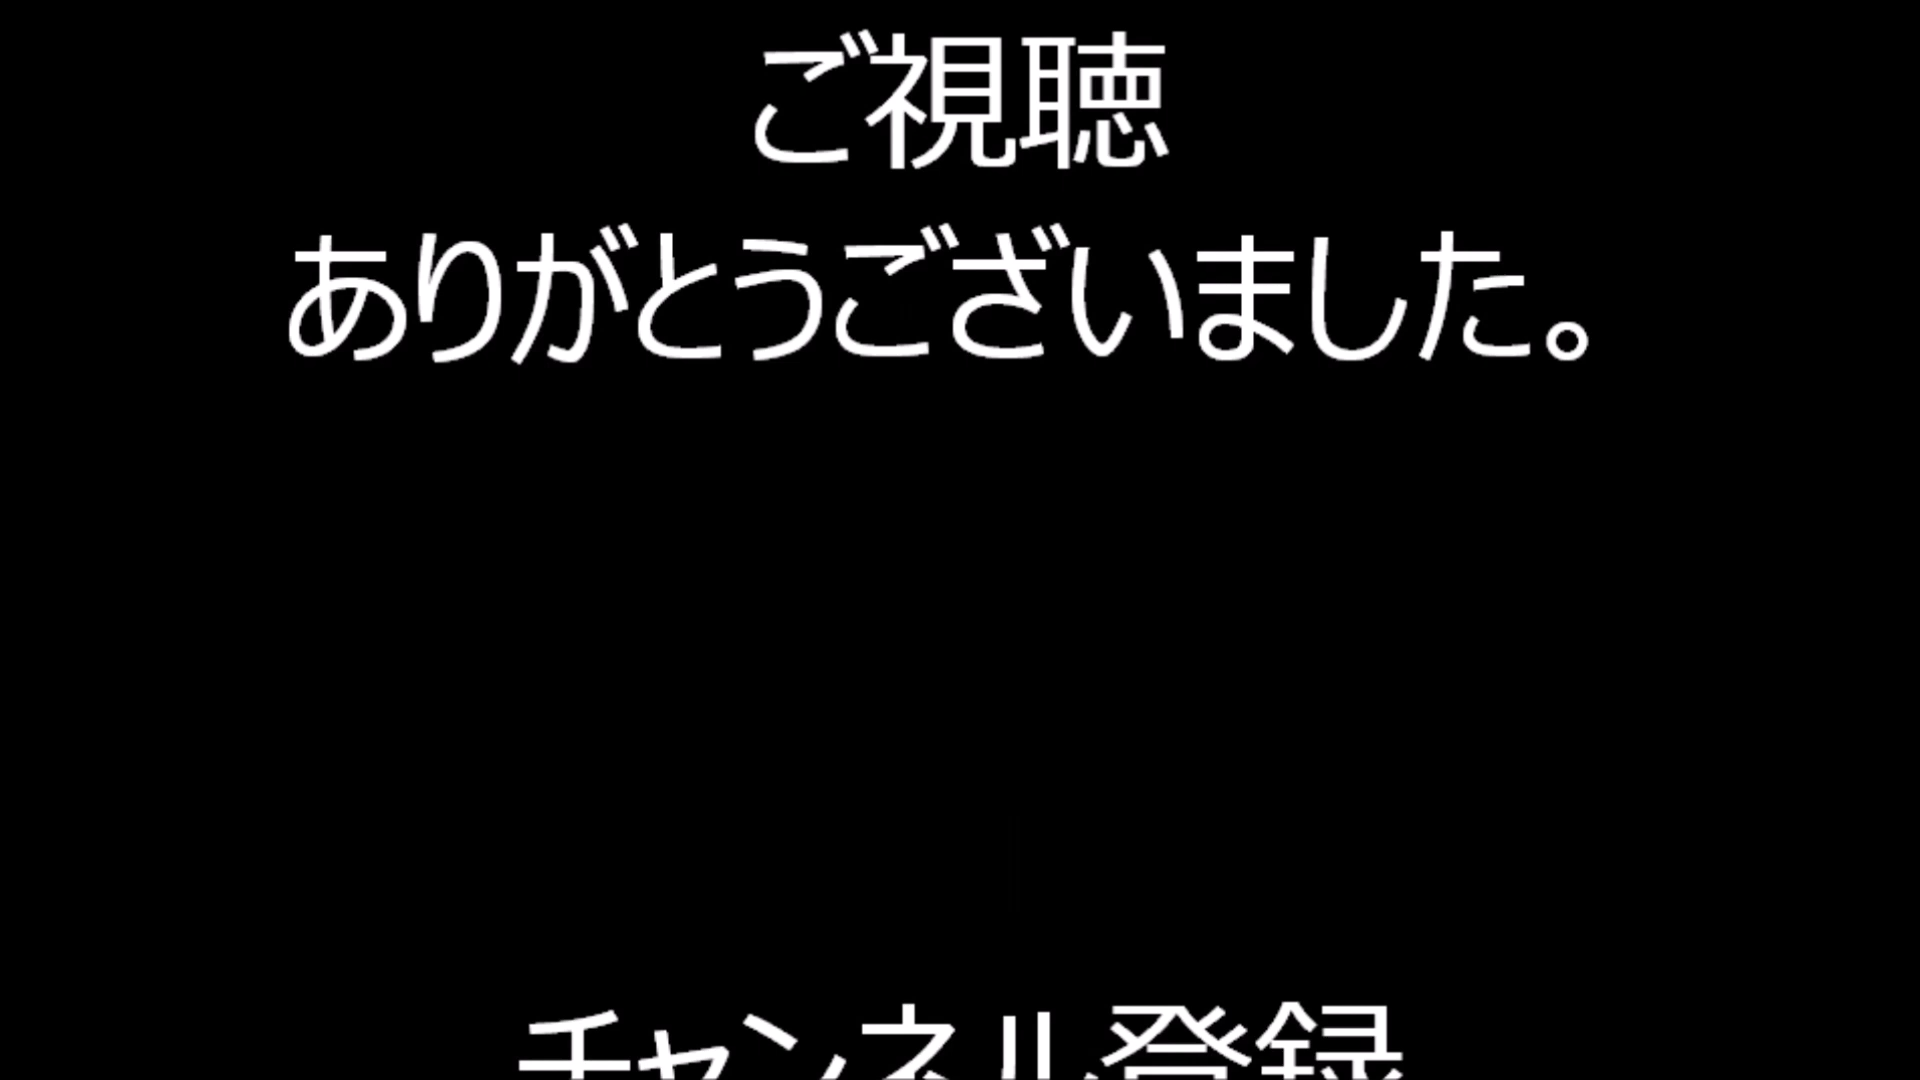 ご視聴
ありがとうございました。
チャンネル登録